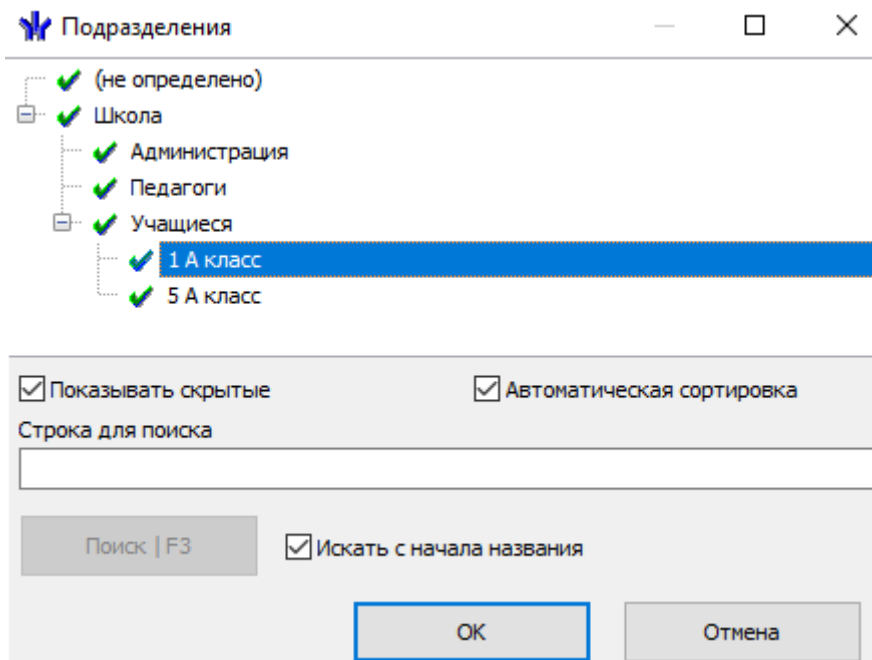 Подразделения
(не определено)
Школа
Администрация
Педагоги
Учащиеся
1 А класс
5 А класс
Показывать скрытые
Автоматическая сортировка
Строка для поиска
Поиск | F3
Искать с начала названия
OK
Отмена